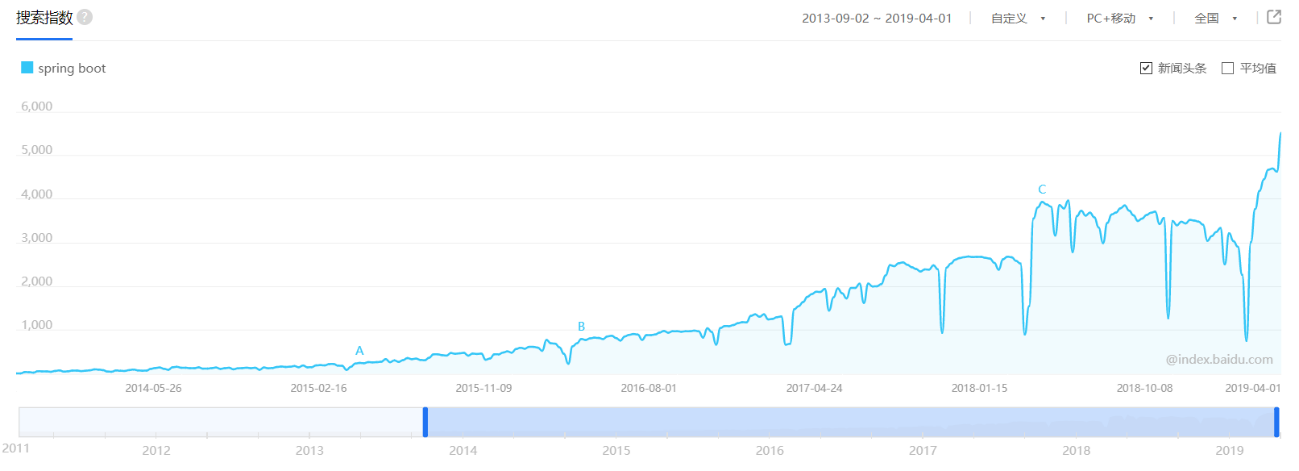 搜索指数 ? 2013-09-02 ~ 2019-04-01 自定义 PC+移动 全国
spring boot 新闻头条 平均值
6,000
5,000
4,000
C
3,000
2,000
1,000
B
A
@index.baidu.com
2014-05-26 2015-02-16 2015-11-09 2016-08-01 2017-04-24 2018-01-15 2018-10-08 2019-04-01
2011 2012 2013 2014 2015 2016 2017 2018 2019